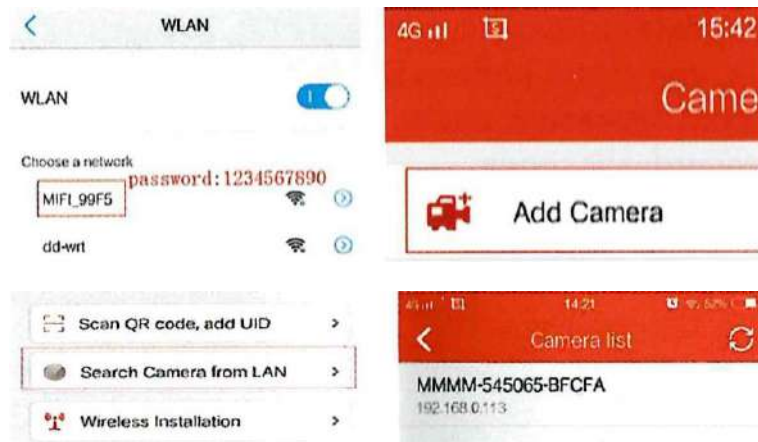 WLAN
WLAN
Choose a network
password:1234567890
MIFI_99F5
dd-wrt
4G 15:42
Came
Add Camera
Scan QR code, add UID
Search Camera from LAN
Wireless Installation
14:21
Camera list
MMMM-545065-BFCFA
192.168.0.113